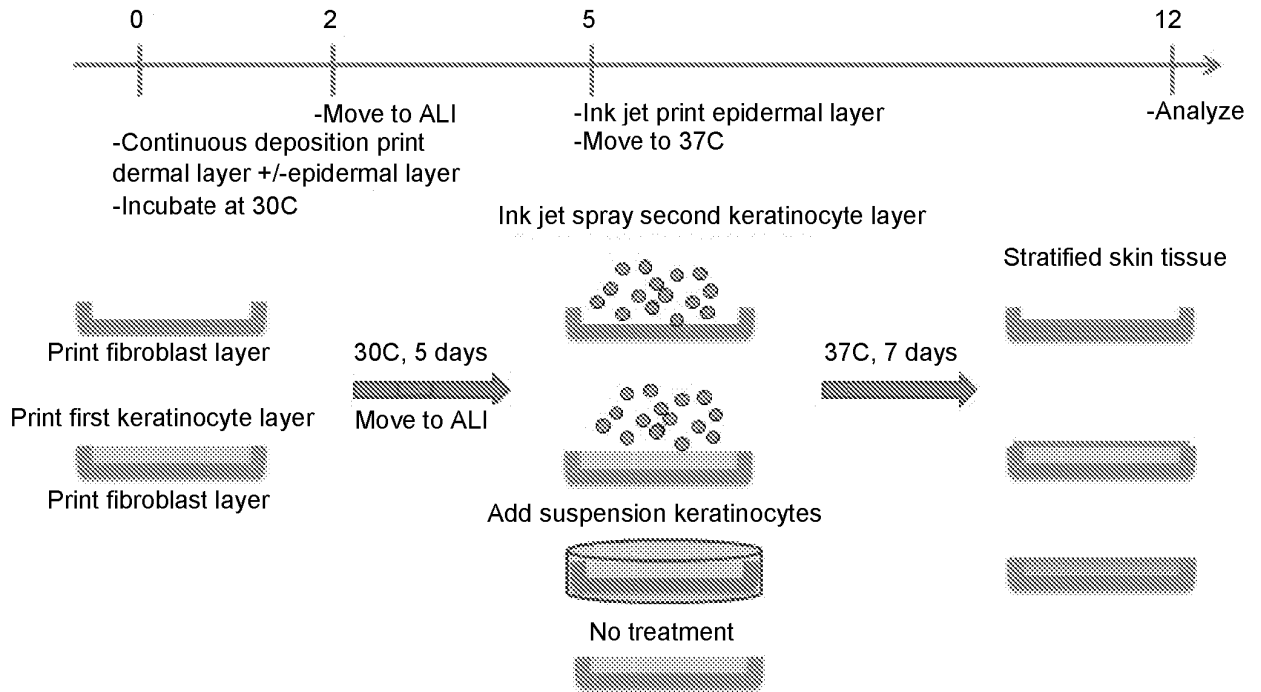 0
2
5
12
-Move to ALI
-Continuous deposition print
dermal layer +/-epidermal layer
-Incubate at 30C
-Ink jet print epidermal layer
-Move to 37C
-Analyze
Ink jet spray second keratinocyte layer
Stratified skin tissue
Print fibroblast layer
30C, 5 days
Move to ALI
37C, 7 days
Print first keratinocyte layer
Print fibroblast layer
Add suspension keratinocytes
No treatment